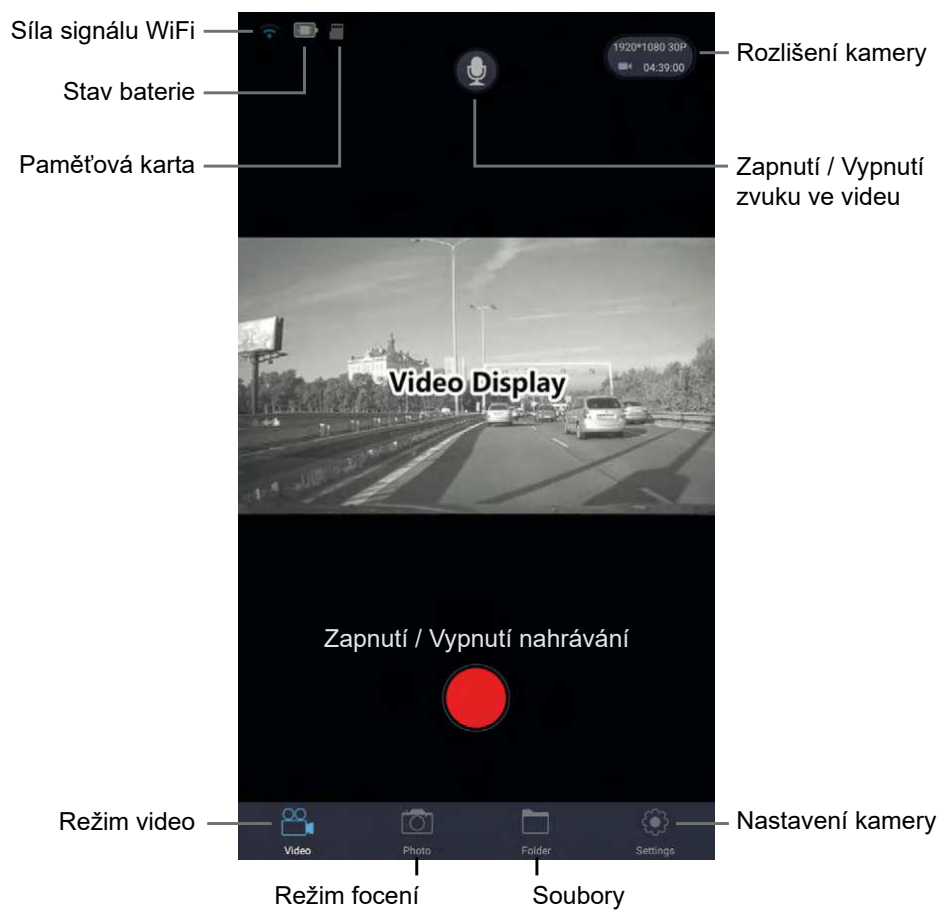 Síla signálu WiFi
Stav baterie
Paměťová karta
1920*1080 30P
04:39:00
Rozlišení kamery
Zapnutí / Vypnutí
zvuku ve videu
Video Display
Zapnutí / Vypnutí nahrávání
Režim video
Video
Photo
Folder
Settings
Nastavení kamery
Režim focení
Soubory